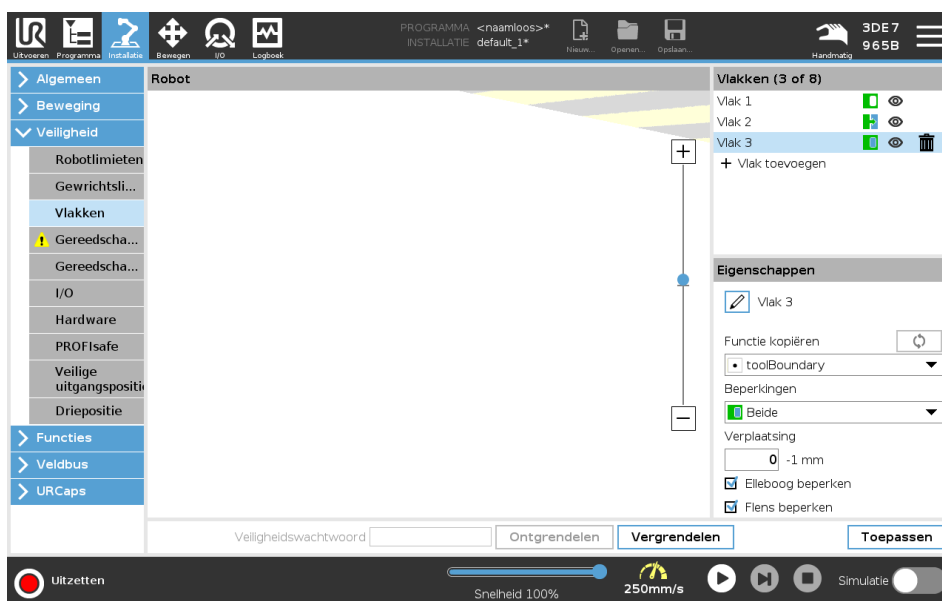 PROGRAMMA <naamloos>*
INSTALLATIE default_1*
Uitvoeren Programma Installatie Bewegen I/O Logboek
Nieuw... Openen... Opslaan...
Handmatig
3DE7
965B
Algemeen
Beweging
Veiligheid
Robotlimieten
Gewrichtsli...
Vlakken
Gereedscha...
Gereedscha...
I/O
Hardware
PROFIsafe
Veilige
uitgangspositi
Driepositie
Functies
Veldbus
URCaps
Robot
Vlakken (3 of 8)
Vlak 1
Vlak 2
Vlak 3
+ Vlak toevoegen
Eigenschappen
Vlak 3
Functie kopiëren
toolBoundary
Beperkingen
Beide
Verplaatsing
0 -1 mm
Elleboog beperken
Flens beperken
Veiligheidswachtwoord
Ontgrendelen
Vergrendelen
Toepassen
Uitzetten
Snelheid 100%
250mm/s
Simulatie